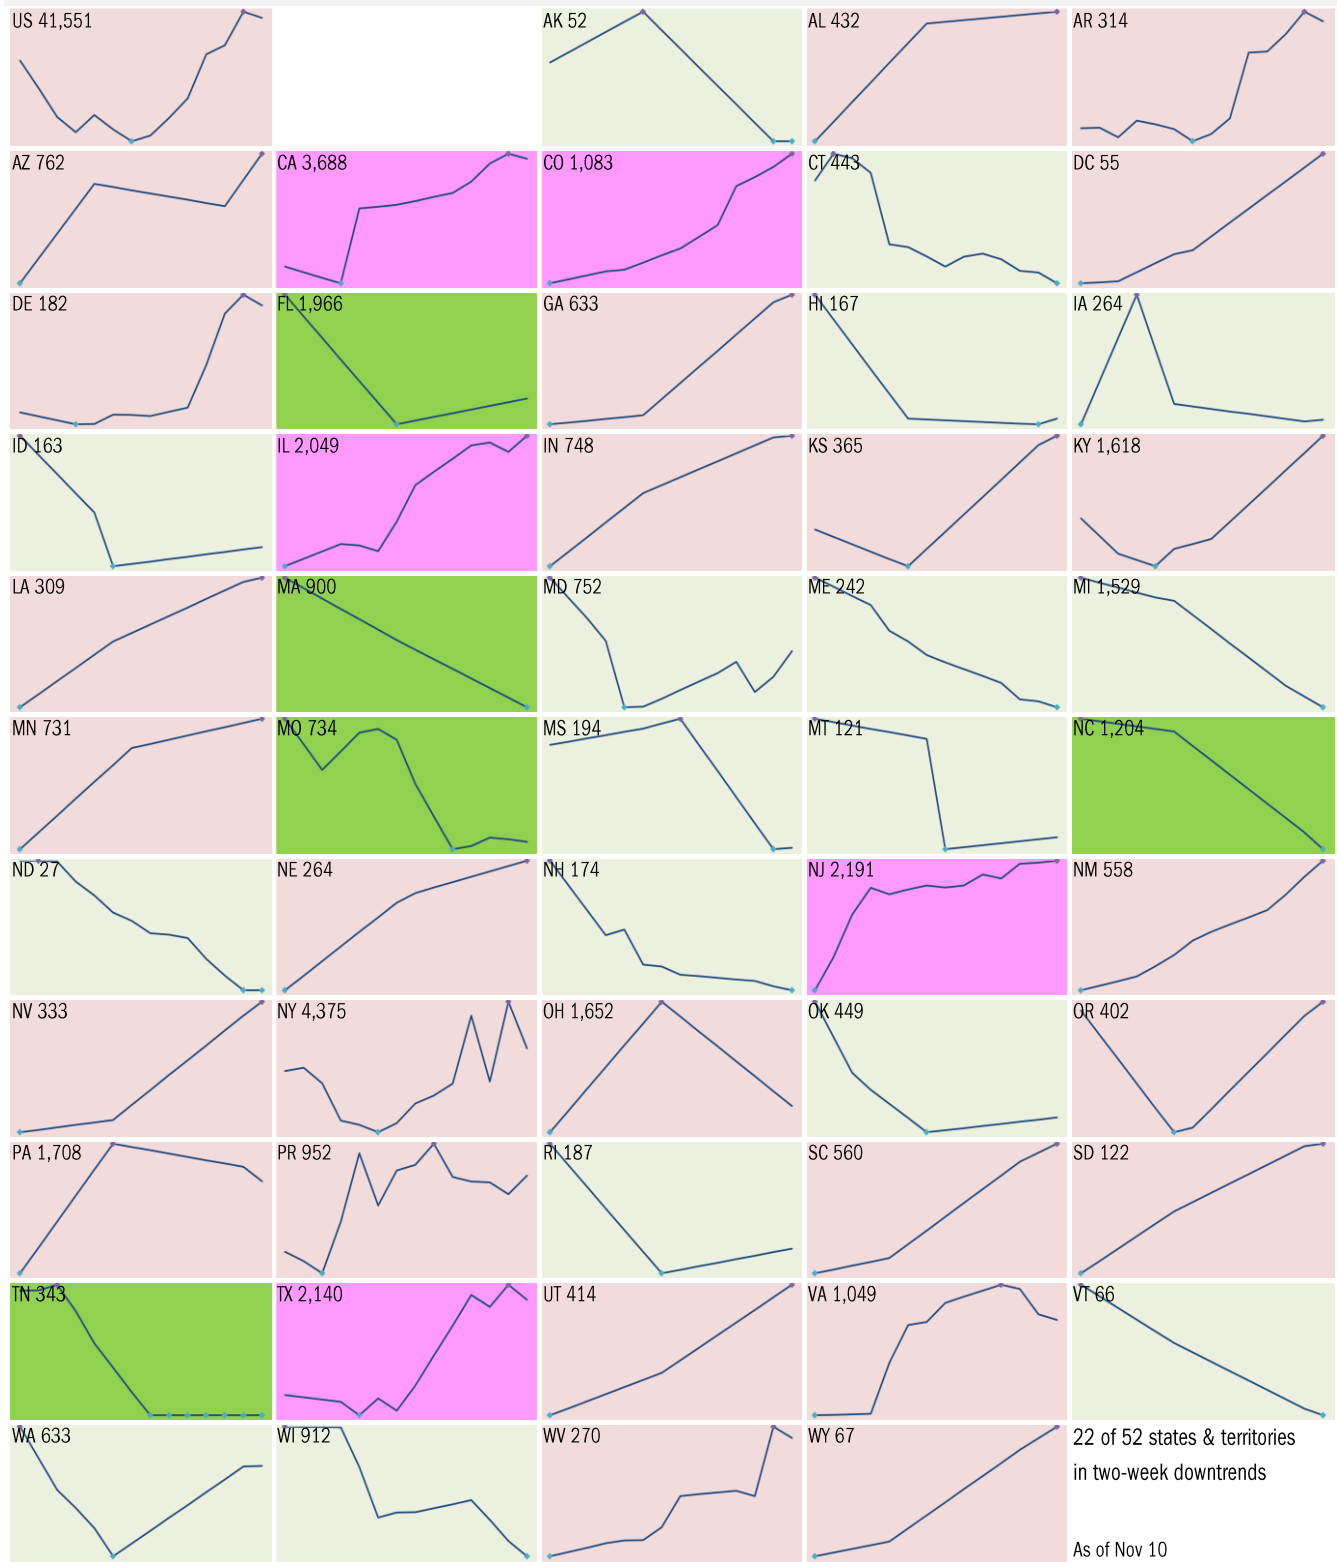 US 41,551
AK 52
AL 432
AR 314
AZ 762
CA 3,688
CO 1,083
CT 443
DC 55
DE 182
FL 1,966
GA 633
HI 167
IA 264
ID 163
IL 2,049
IN 748
KS 365
KY 1,618
LA 309
MA 900
MD 752
ME 242
MI 1,529
MN 731
MO 734
MS 194
MT 121
NC 1,204
ND 27
NE 264
NH 174
NJ 2,191
NM 558
NV 333
NY 4,375
OH 1,652
OK 449
OR 402
PA 1,708
PR 952
RI 187
SC 560
SD 122
TN 343
TX 2,140
UT 414
VA 1,049
VT 66
WA 633
WI 912
WV 270
WY 67
22 of 52 states & territories
in two-week downtrends
As of Nov 10